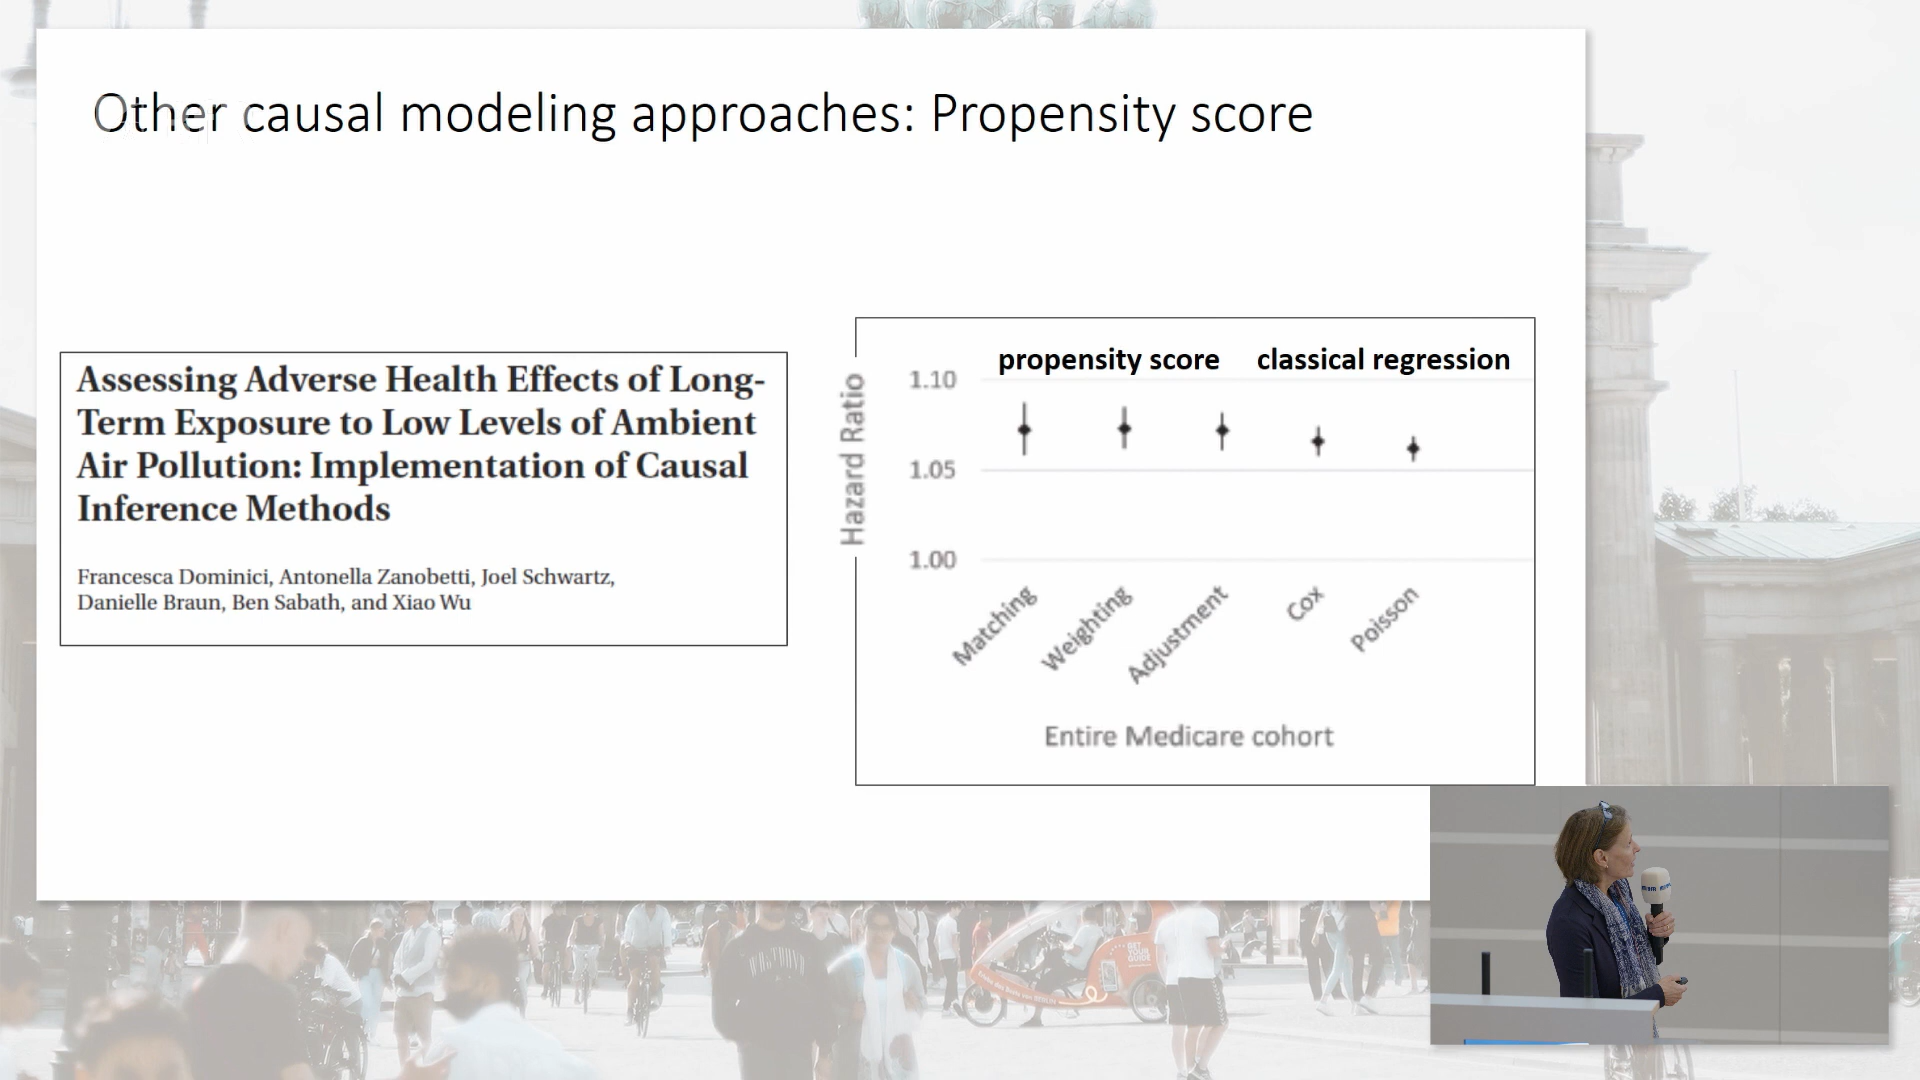 Other causal modeling approaches: Propensity score
Assessing Adverse Health Effects of Long-
Term Exposure to Low Levels of Ambient
Air Pollution: Implementation of Causal
Inference Methods
Francesca Dominici, Antonella Zanobetti, Joel Schwartz,
Danielle Braun, Ben Sabath, and Xiao Wu
propensity score classical regression
Hazard Ratio
1.10
1.05
1.00
Matching
Weighting
Adjustment
Cox
Poisson
Entire Medicare cohort
GET
YOUR
GUIDE